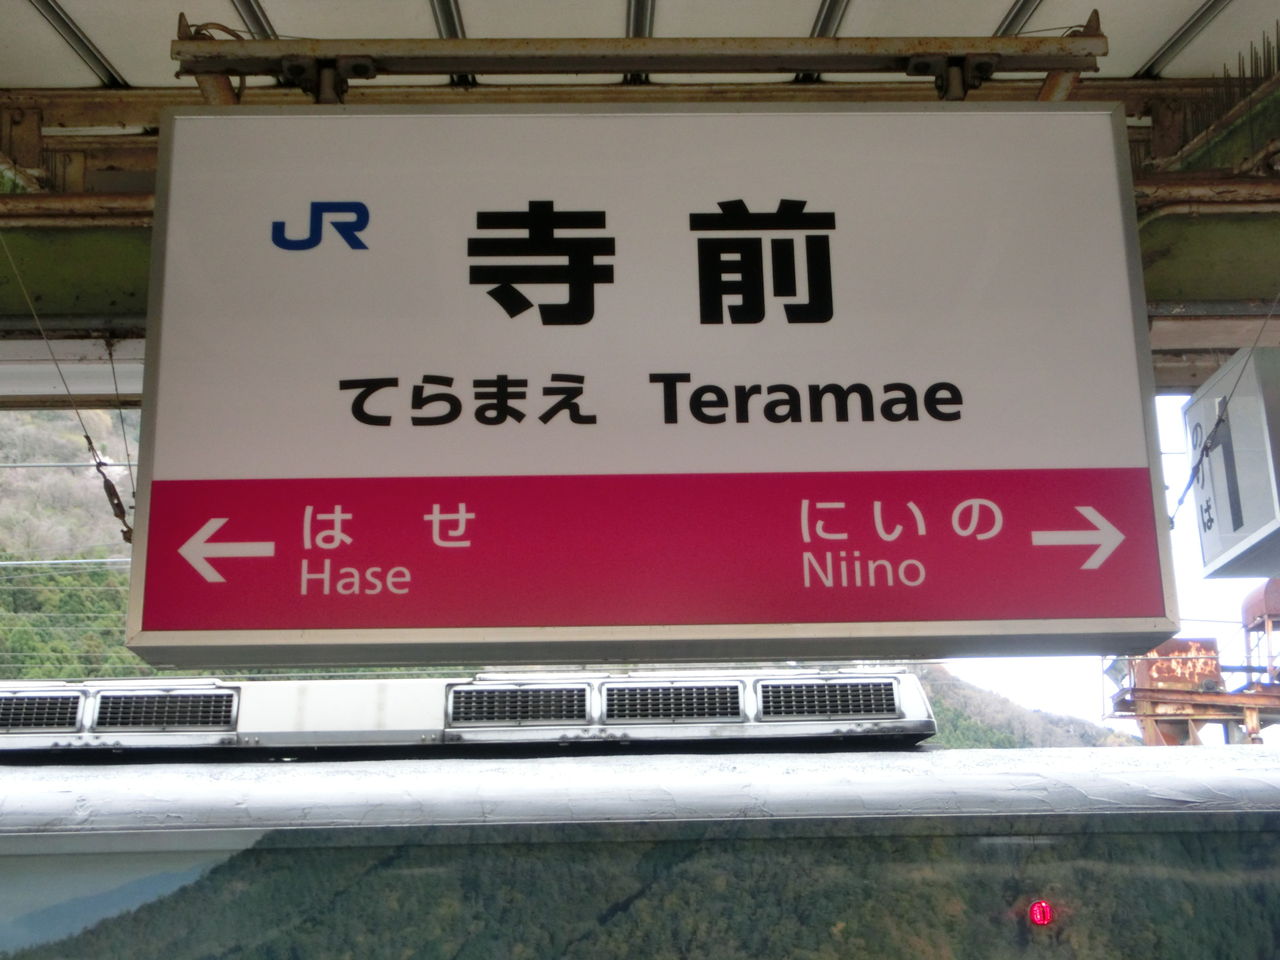 JR 寺前
てらまえ Teramae
はせ にいの
Hase Niino
1
のりば